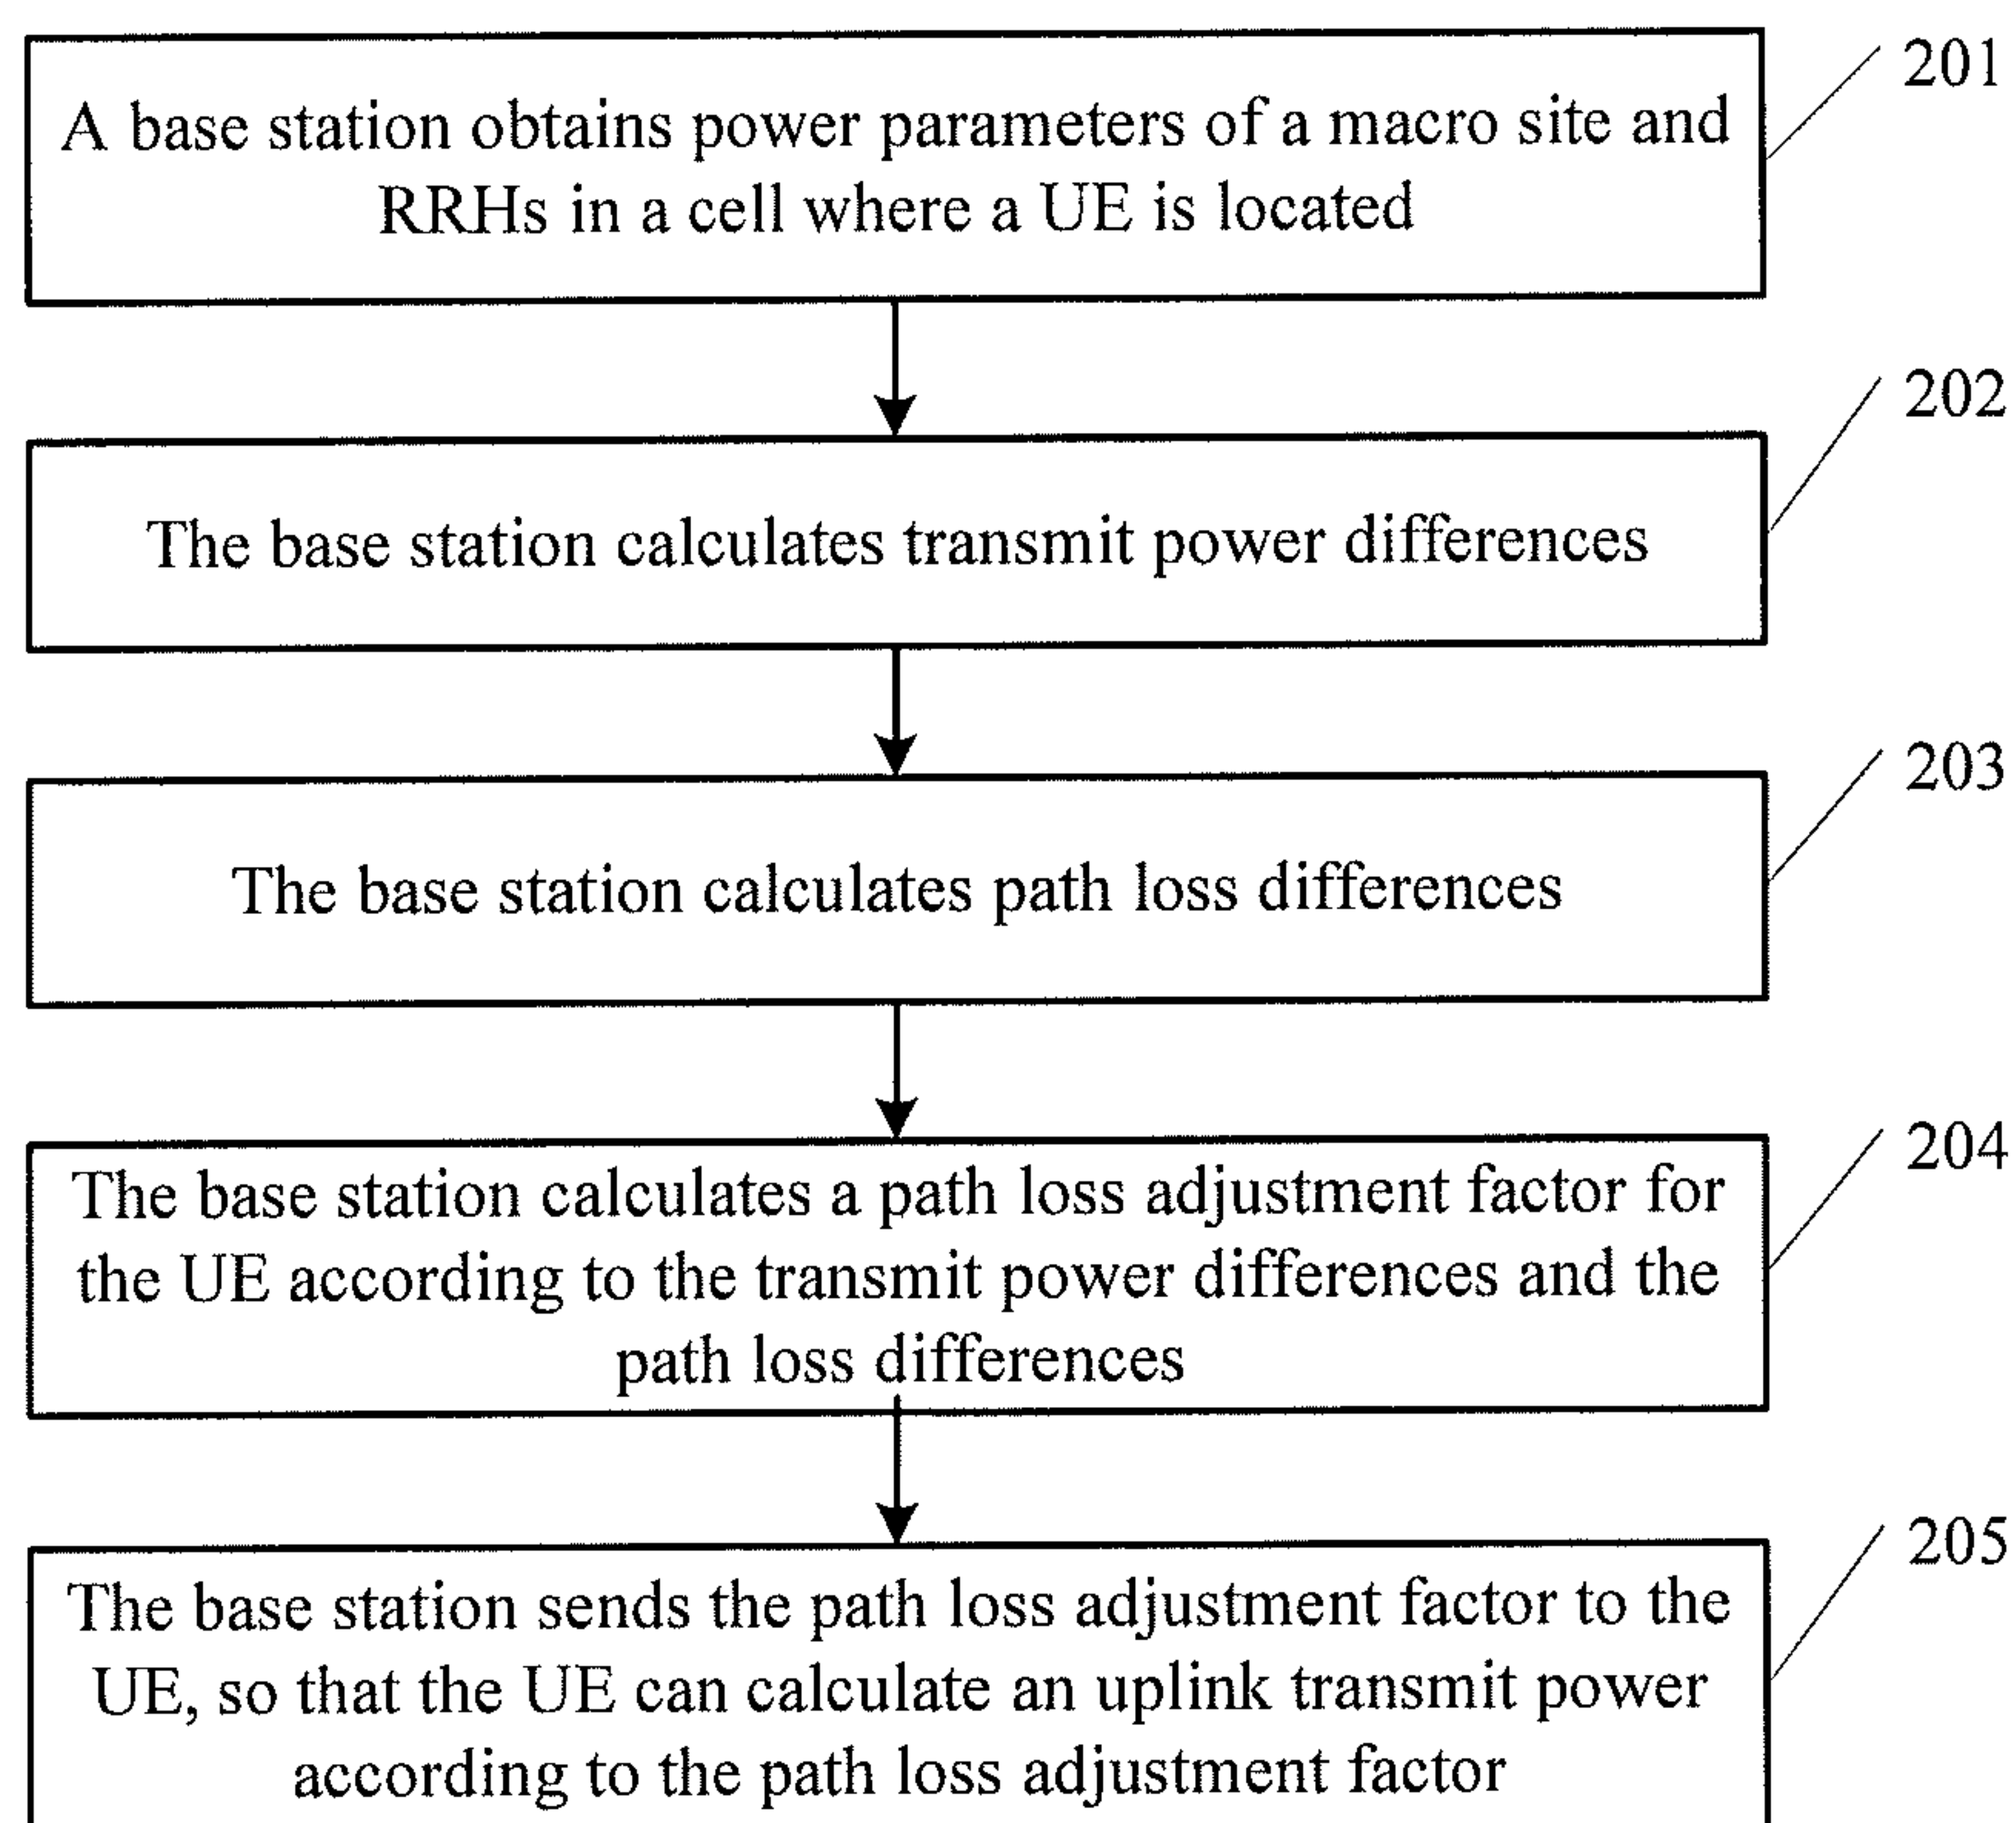 A base station obtains power parameters of a macro site and
RRHs in a cell where a UE is located
201
The base station calculates transmit power differences
202
The base station calculates path loss differences
203
The base station calculates a path loss adjustment factor for
the UE according to the transmit power differences and the
path loss differences
204
The base station sends the path loss adjustment factor to the
UE, so that the UE can calculate an uplink transmit power
according to the path loss adjustment factor
205